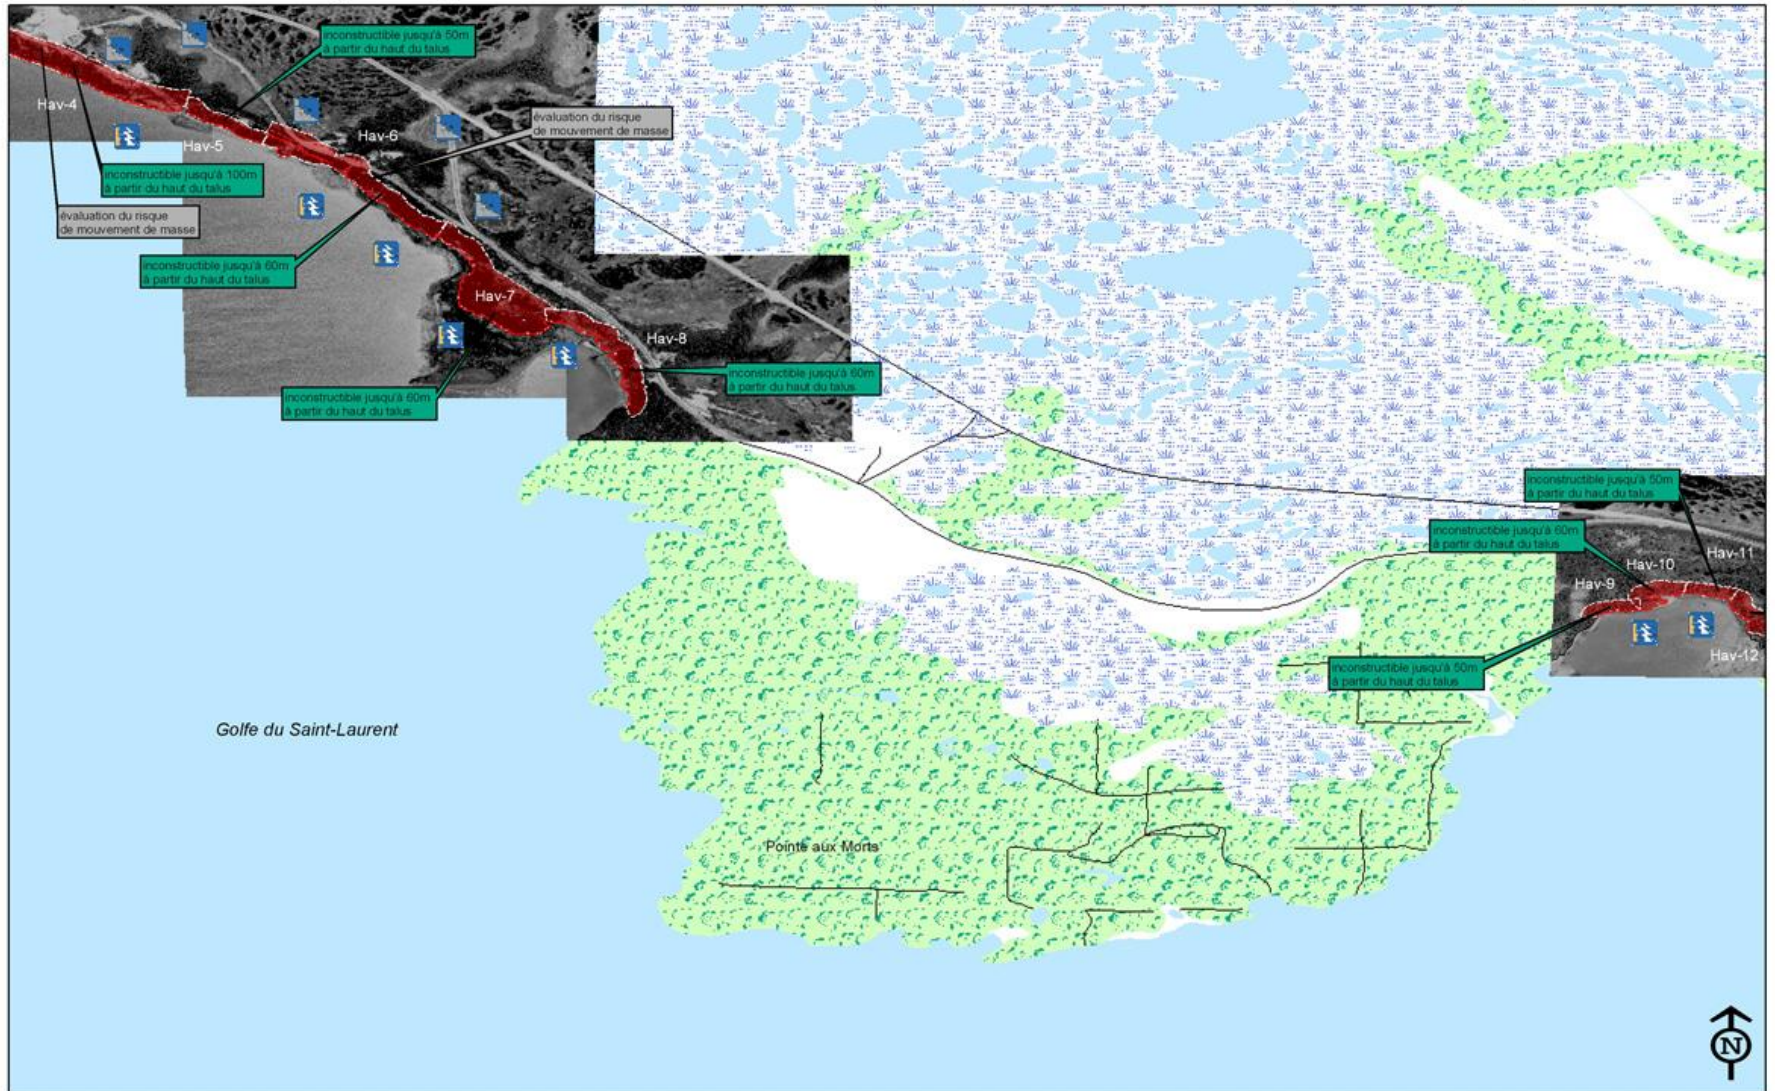 inconstructible jusqu'à 50m
à partir du haut du talus
Hav-4
évaluation du risque
de mouvement de masse
Hav-6
Hav-5
inconstructible jusqu'à 100m
à partir du haut du talus
évaluation du risque
de mouvement de masse
inconstructible jusqu'à 60m
à partir du haut du talus
Hav-7
Hav-8
inconstructible jusqu'à 60m
à partir du haut du talus
inconstructible jusqu'à 60m
à partir du haut du talus
inconstructible jusqu'à 50m
à partir du haut du talus
inconstructible jusqu'à 60m
à partir du haut du talus
Hav-11
Hav-10
Hav-9
Hav-12
inconstructible jusqu'à 50m
à partir du haut du talus
Golfe du Saint-Laurent
Pointe aux Morts
N